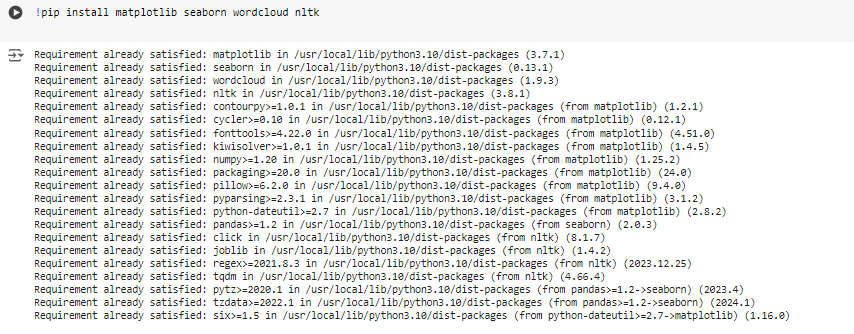 !pip install matplotlib seaborn wordcloud nltk
Requirement already satisfied: matplotlib in /usr/local/lib/python3.10/dist-packages (3.7.1)
Requirement already satisfied: seaborn in /usr/local/lib/python3.10/dist-packages (0.13.1)
Requirement already satisfied: wordcloud in /usr/local/lib/python3.10/dist-packages (1.9.3)
Requirement already satisfied: nltk in /usr/local/lib/python3.10/dist-packages (3.8.1)
Requirement already satisfied: contourpy>=1.0.1 in /usr/local/lib/python3.10/dist-packages (from matplotlib) (1.2.1)
Requirement already satisfied: cycler>=0.10 in /usr/local/lib/python3.10/dist-packages (from matplotlib) (0.12.1)
Requirement already satisfied: fonttools>=4.22.0 in /usr/local/lib/python3.10/dist-packages (from matplotlib) (4.51.0)
Requirement already satisfied: kiwisolver>=1.0.1 in /usr/local/lib/python3.10/dist-packages (from matplotlib) (1.4.5)
Requirement already satisfied: numpy>=1.20 in /usr/local/lib/python3.10/dist-packages (from matplotlib) (1.25.2)
Requirement already satisfied: packaging>=20.0 in /usr/local/lib/python3.10/dist-packages (from matplotlib) (24.0)
Requirement already satisfied: pillow>=6.2.0 in /usr/local/lib/python3.10/dist-packages (from matplotlib) (9.4.0)
Requirement already satisfied: pyparsing>=2.3.1 in /usr/local/lib/python3.10/dist-packages (from matplotlib) (3.1.2)
Requirement already satisfied: python-dateutil>=2.7 in /usr/local/lib/python3.10/dist-packages (from matplotlib) (2.8.2)
Requirement already satisfied: pandas>=1.2 in /usr/local/lib/python3.10/dist-packages (from seaborn) (2.0.3)
Requirement already satisfied: click in /usr/local/lib/python3.10/dist-packages (from nltk) (8.1.7)
Requirement already satisfied: joblib in /usr/local/lib/python3.10/dist-packages (from nltk) (1.4.2)
Requirement already satisfied: regex>=2021.8.3 in /usr/local/lib/python3.10/dist-packages (from nltk) (2023.12.25)
Requirement already satisfied: tqdm in /usr/local/lib/python3.10/dist-packages (from nltk) (4.66.4)
Requirement already satisfied: pytz>=2020.1 in /usr/local/lib/python3.10/dist-packages (from pandas>=1.2->seaborn) (2023.4)
Requirement already satisfied: tzdata>=2022.1 in /usr/local/lib/python3.10/dist-packages (from pandas>=1.2->seaborn) (2024.1)
Requirement already satisfied: six>=1.5 in /usr/local/lib/python3.10/dist-packages (from python-dateutil>=2.7->matplotlib) (1.16.0)